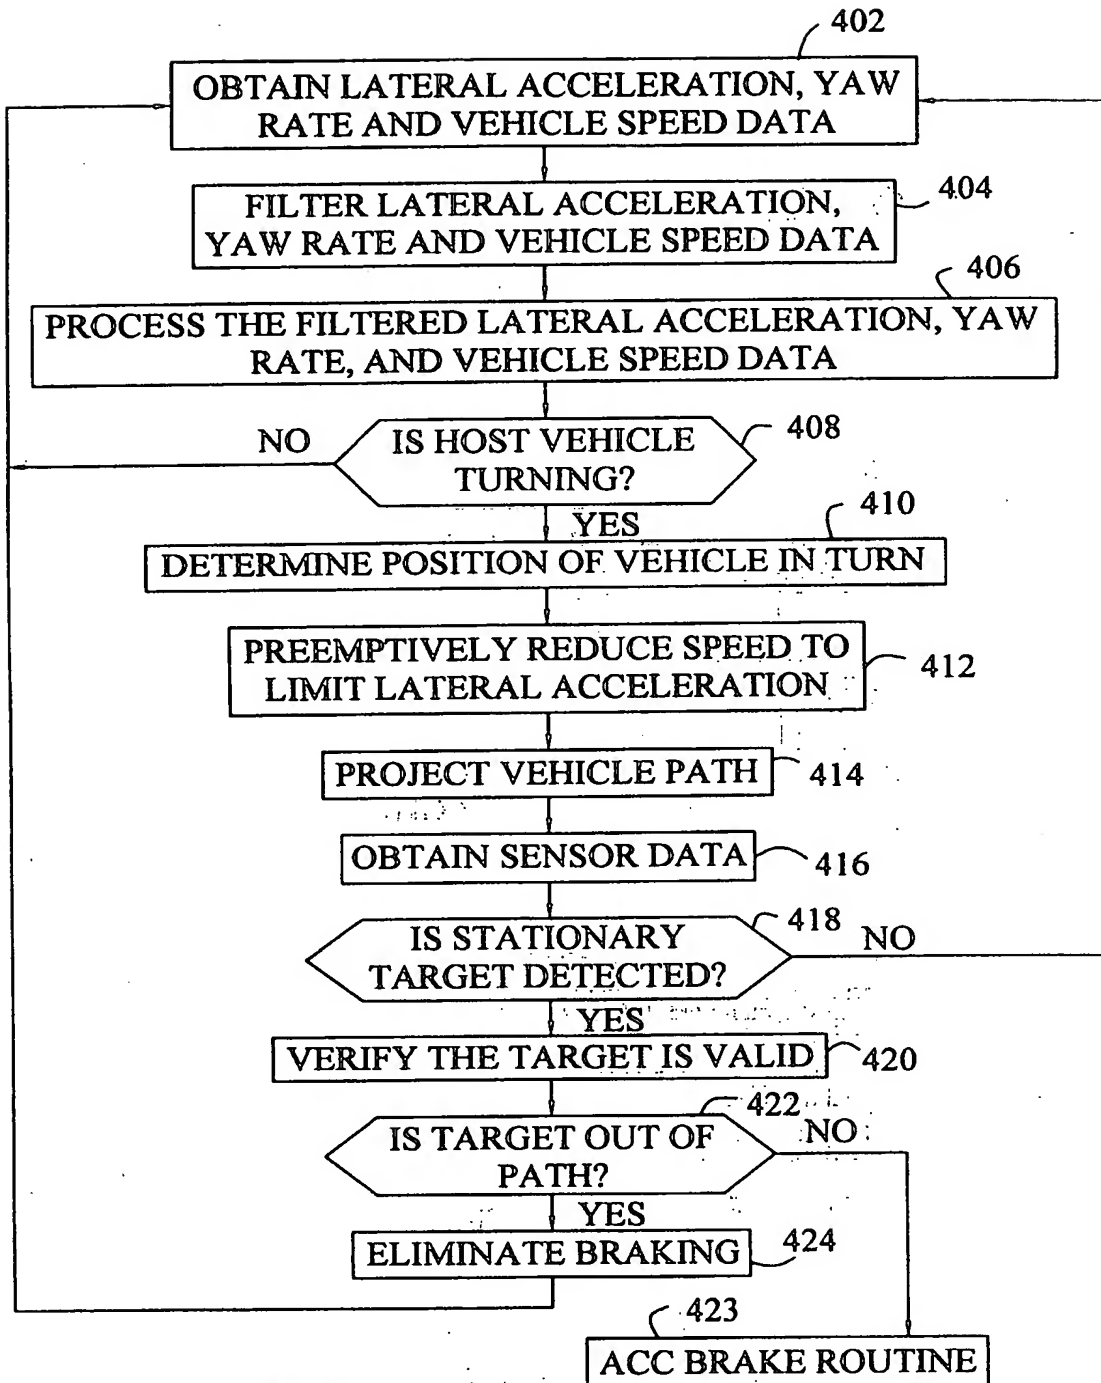 402
OBTAIN LATERAL ACCELERATION, YAW
RATE AND VEHICLE SPEED DATA
404
FILTER LATERAL ACCELERATION,
YAW RATE AND VEHICLE SPEED DATA
406
PROCESS THE FILTERED LATERAL ACCELERATION, YAW
RATE, AND VEHICLE SPEED DATA
NO
IS HOST VEHICLE
TURNING?
408
YES
410
DETERMINE POSITION OF VEHICLE IN TURN
PREEMPTIVELY REDUCE SPEED TO
LIMIT LATERAL ACCELERATION
412
PROJECT VEHICLE PATH
414
OBTAIN SENSOR DATA
416
IS STATIONARY
TARGET DETECTED?
418
NO
YES
VERIFY THE TARGET IS VALID
420
422
IS TARGET OUT OF
PATH?
NO
YES
ELIMINATE BRAKING
424
423
ACC BRAKE ROUTINE